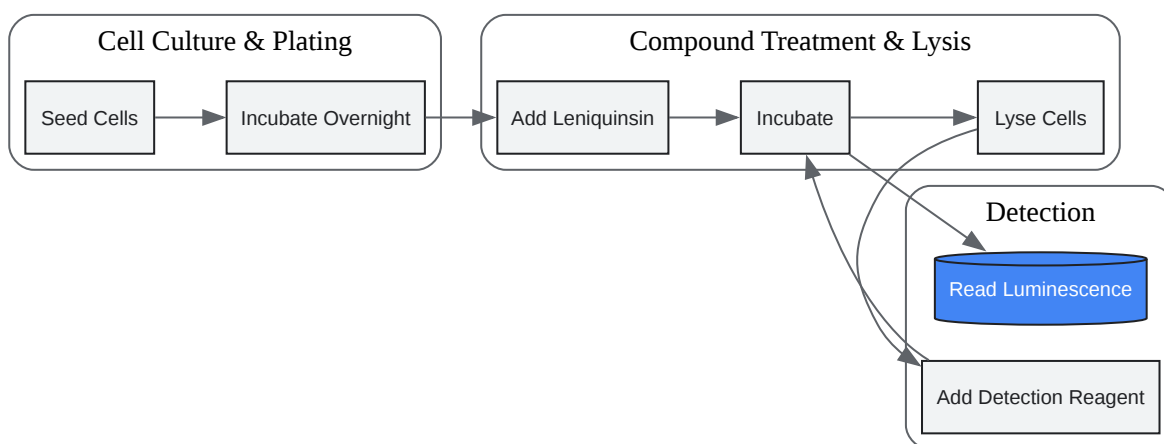 Cell Culture & Plating
Seed Cells
Incubate Overnight
Compound Treatment & Lysis
Add Leniquinsin
Incubate
Lyse Cells
Detection
Read Luminescence
Add Detection Reagent